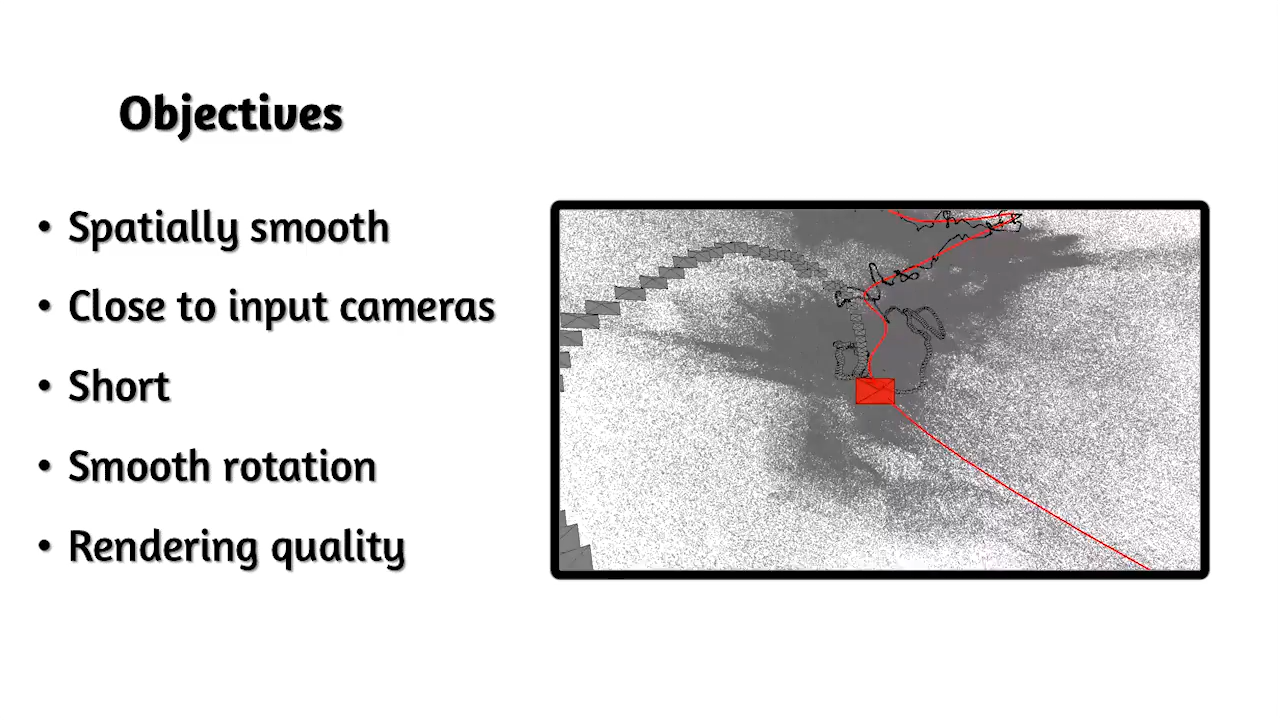 Objectives
• Spatially smooth
• Close to input cameras
• Short
• Smooth rotation
• Rendering quality